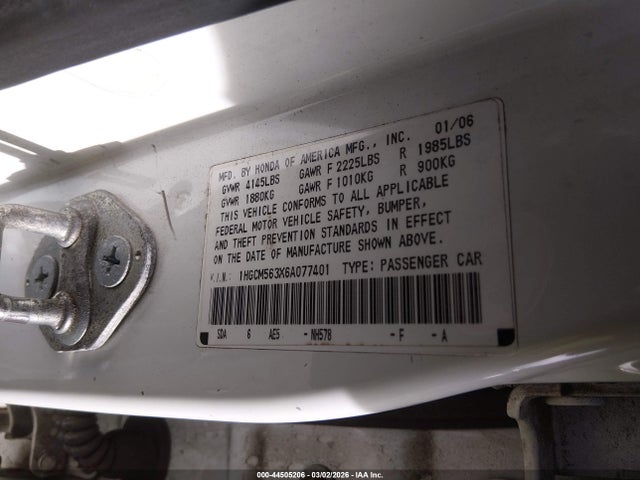 MFD. BY HONDA OF AMERICA MFG., INC. 01/06
GVWR 4145LBS GAWR F 2225LBS R 1985LBS
GVWR 1880KG GAWR F 1010KG R 900KG
THIS VEHICLE CONFORMS TO ALL APPLICABLE
FEDERAL MOTOR VEHICLE SAFETY, BUMPER,
AND THEFT PREVENTION STANDARDS IN EFFECT
ON THE DATE OF MANUFACTURE SHOWN ABOVE.
V.I.N. 1HGCM563X6A077401 TYPE: PASSENGER CAR
SDA 6 AE5 -NH578 -F -A
000-44505206 - 03/02/2026 - IAA Inc.